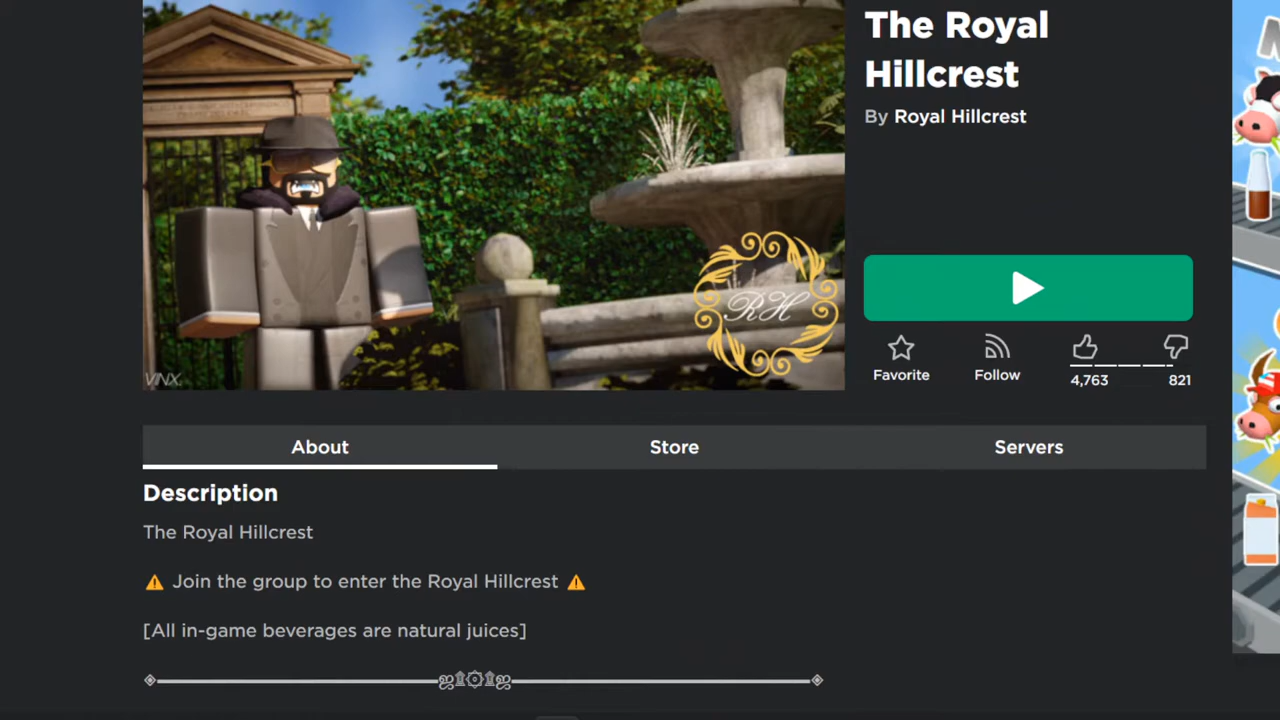 The Royal
Hillcrest
By Royal Hillcrest
RH
VINX.
Favorite
Follow
4,763
821
About
Store
Servers
Description
The Royal Hillcrest
⚠ Join the group to enter the Royal Hillcrest ⚠
[All in-game beverages are natural juices]